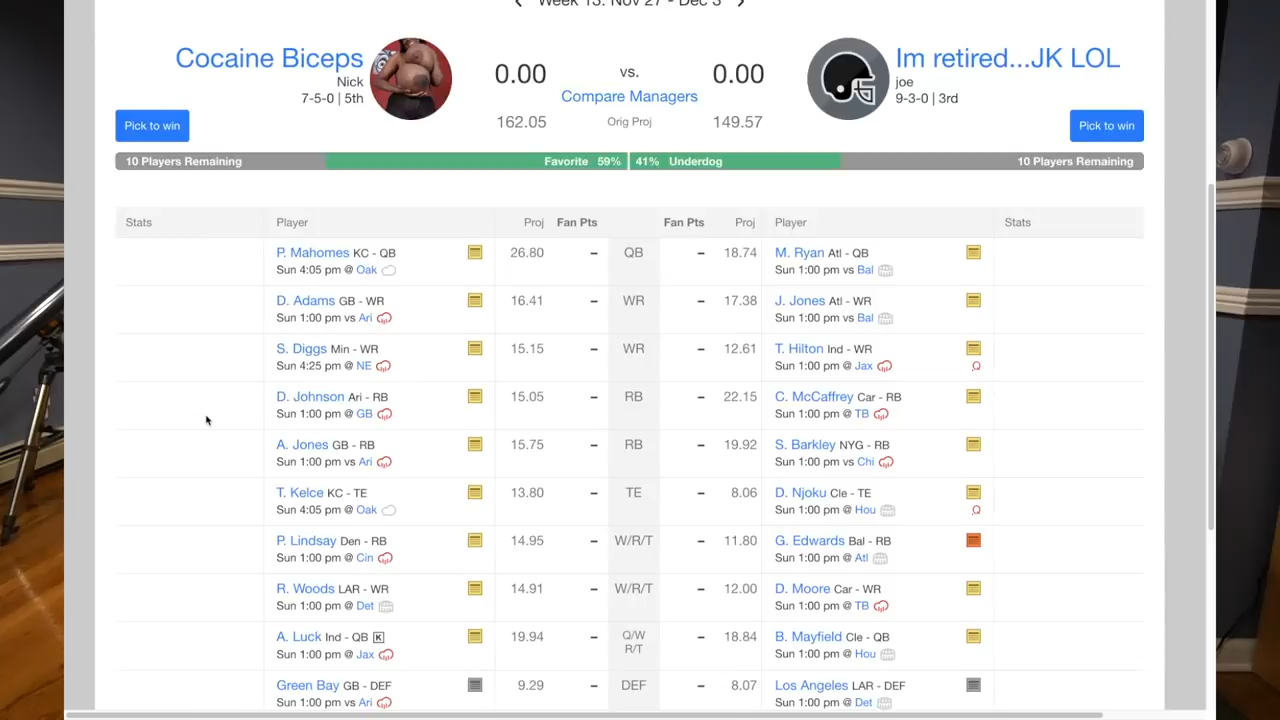 Week 13: Nov 27 - Dec 3
Cocaine Biceps
Nick
7-5-0 | 5th
0.00 vs. 0.00
Compare Managers
162.05 Orig Proj 149.57
Im retired...JK LOL
joe
9-3-0 | 3rd
Pick to win
Pick to win
10 Players Remaining Favorite 59% 41% Underdog 10 Players Remaining
Stats Player Proj Fan Pts Fan Pts Proj Player Stats
P. Mahomes KC - QB 26.80 – QB – 18.74 M. Ryan Atl - QB
Sun 4:05 pm @ Oak Sun 1:00 pm vs Bal
D. Adams GB - WR 16.41 – WR – 17.38 J. Jones Atl - WR
Sun 1:00 pm vs Ari Sun 1:00 pm vs Bal
S. Diggs Min - WR 15.15 – WR – 12.61 T. Hilton Ind - WR
Sun 4:25 pm @ NE Sun 1:00 pm @ Jax Q
D. Johnson Ari - RB 15.05 – RB – 22.15 C. McCaffrey Car - RB
Sun 1:00 pm @ GB Sun 1:00 pm @ TB
A. Jones GB - RB 15.75 – RB – 19.92 S. Barkley NYG - RB
Sun 1:00 pm vs Ari Sun 1:00 pm vs Chi
T. Kelce KC - TE 13.80 – TE – 8.06 D. Njoku Cle - TE
Sun 4:05 pm @ Oak Sun 1:00 pm @ Hou Q
P. Lindsay Den - RB 14.95 – W/R/T – 11.80 G. Edwards Bal - RB
Sun 1:00 pm @ Cin Sun 1:00 pm @ Atl
R. Woods LAR - WR 14.91 – W/R/T – 12.00 D. Moore Car - WR
Sun 1:00 pm @ Det Sun 1:00 pm @ TB
A. Luck Ind - QB K 19.94 – Q/W R/T – 18.84 B. Mayfield Cle - QB
Sun 1:00 pm @ Jax Sun 1:00 pm @ Hou
Green Bay GB - DEF 9.29 – DEF – 8.07 Los Angeles LAR - DEF
Sun 1:00 pm vs Ari Sun 1:00 pm @ Det